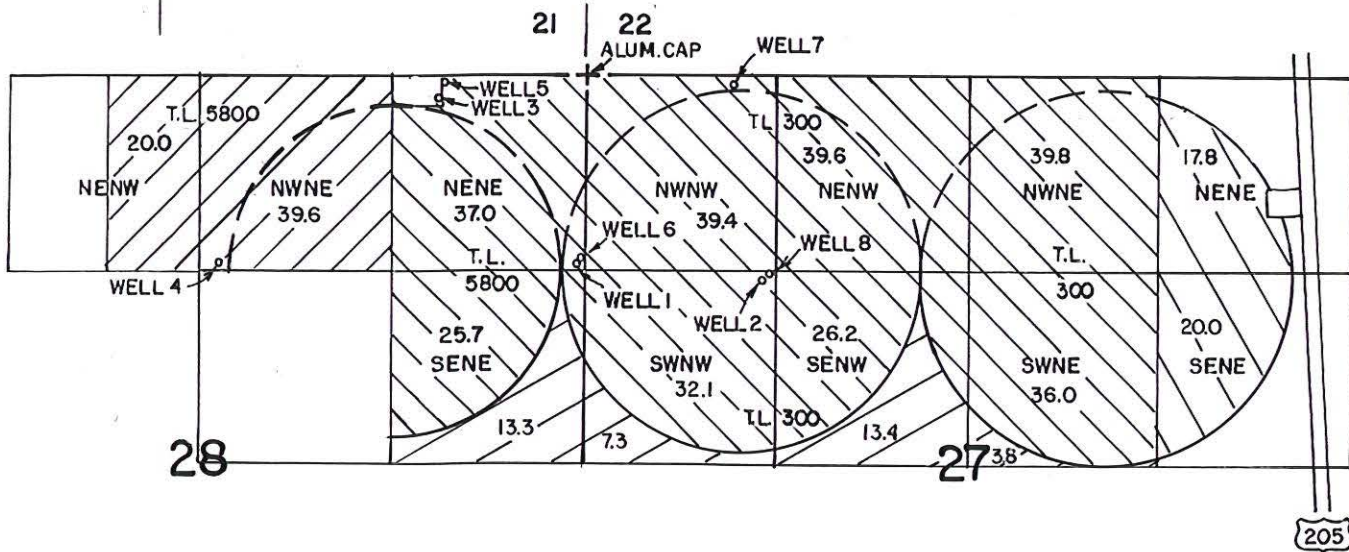 21 22
ALUM. CAP
WELL 7
WELL 5
WELL 3
T.L. 5800
20.0
T.L. 300
39.6
39.8
17.8
NENW
NWNE
39.6
NENE
37.0
NWNW
39.4
NENW
NWNE
NENE
WELL 6
WELL 8
WELL 4
T.L.
5800
WELL 1
WELL 2
T.L.
300
25.7
SENE
SWNW
32.1
26.2
SENW
SWNE
36.0
20.0
SENE
T.L. 300
13.3
7.3
13.4
3.8
28
27
205